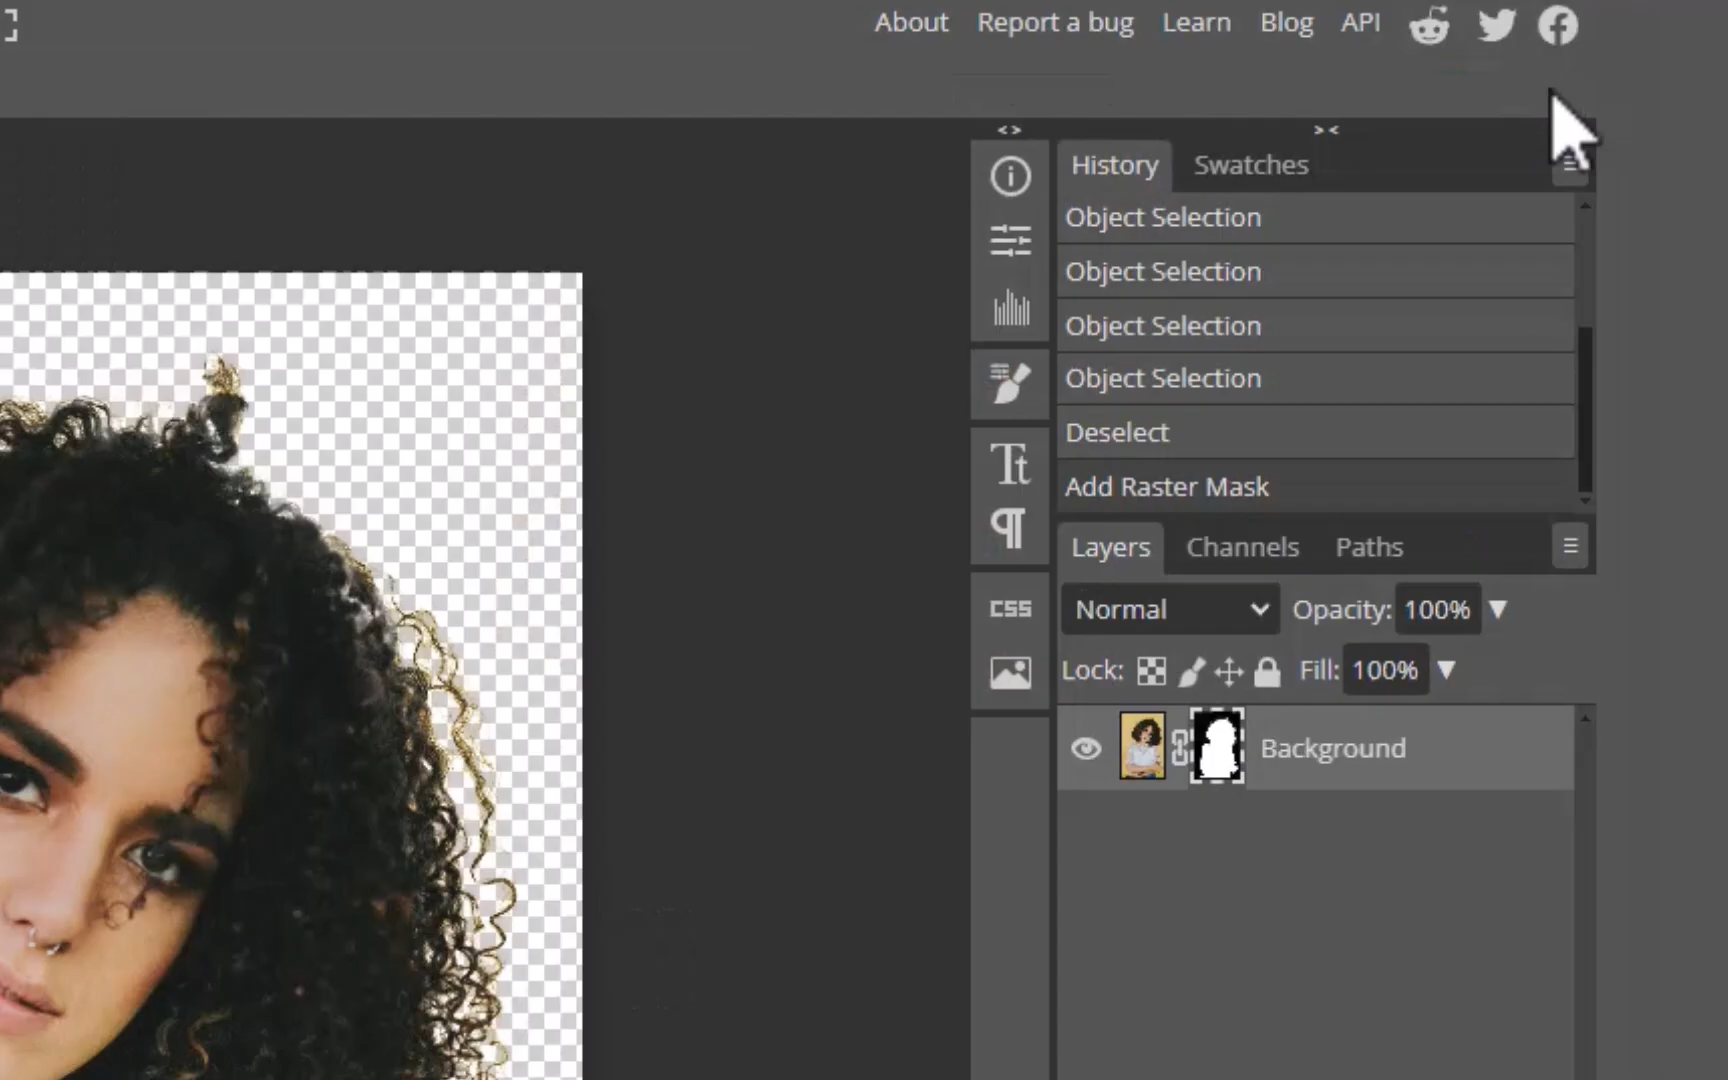 About Report a bug Learn Blog API
History Swatches
Object Selection
Object Selection
Object Selection
Object Selection
Deselect
Add Raster Mask
Tt
CSS
Layers Channels Paths
Normal Opacity: 100%
Lock: Fill: 100%
Background